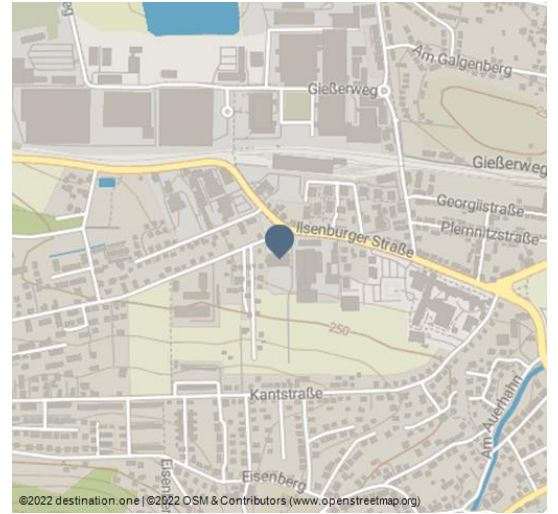 Am Galgenberg
Gießerweg
Gießerweg
Georgiistraße
Plemnitzstraße
Ilsenburger Straße
250
Kantstraße
Am Auerhahn
Eisenberg
©2022 destination.one | ©2022 OSM & Contributors (www.openstreetmap.org)